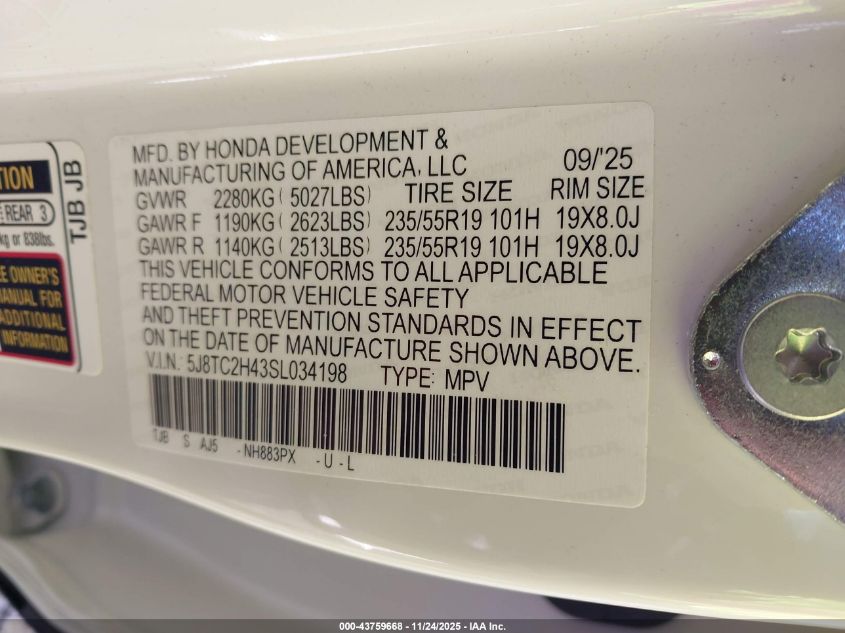 TION
REAR 3
kg or 838lbs.
E OWNER'S
MANUAL FOR
ADDITIONAL
INFORMATION
TJB JB
MFD. BY HONDA DEVELOPMENT &
MANUFACTURING OF AMERICA, LLC 09/'25
GVWR 2280KG ( 5027LBS) TIRE SIZE RIM SIZE
GAWR F 1190KG ( 2623LBS) 235/55R19 101H 19X8.0J
GAWR R 1140KG ( 2513LBS) 235/55R19 101H 19X8.0J
THIS VEHICLE CONFORMS TO ALL APPLICABLE
FEDERAL MOTOR VEHICLE SAFETY
AND THEFT PREVENTION STANDARDS IN EFFECT
ON THE DATE OF MANUFACTURE SHOWN ABOVE.
V.I.N.: 5J8TC2H43SL034198 TYPE: MPV
TJB S AJ5 - NH883PX - U - L
000-43759668 - 11/24/2025 - IAA Inc.